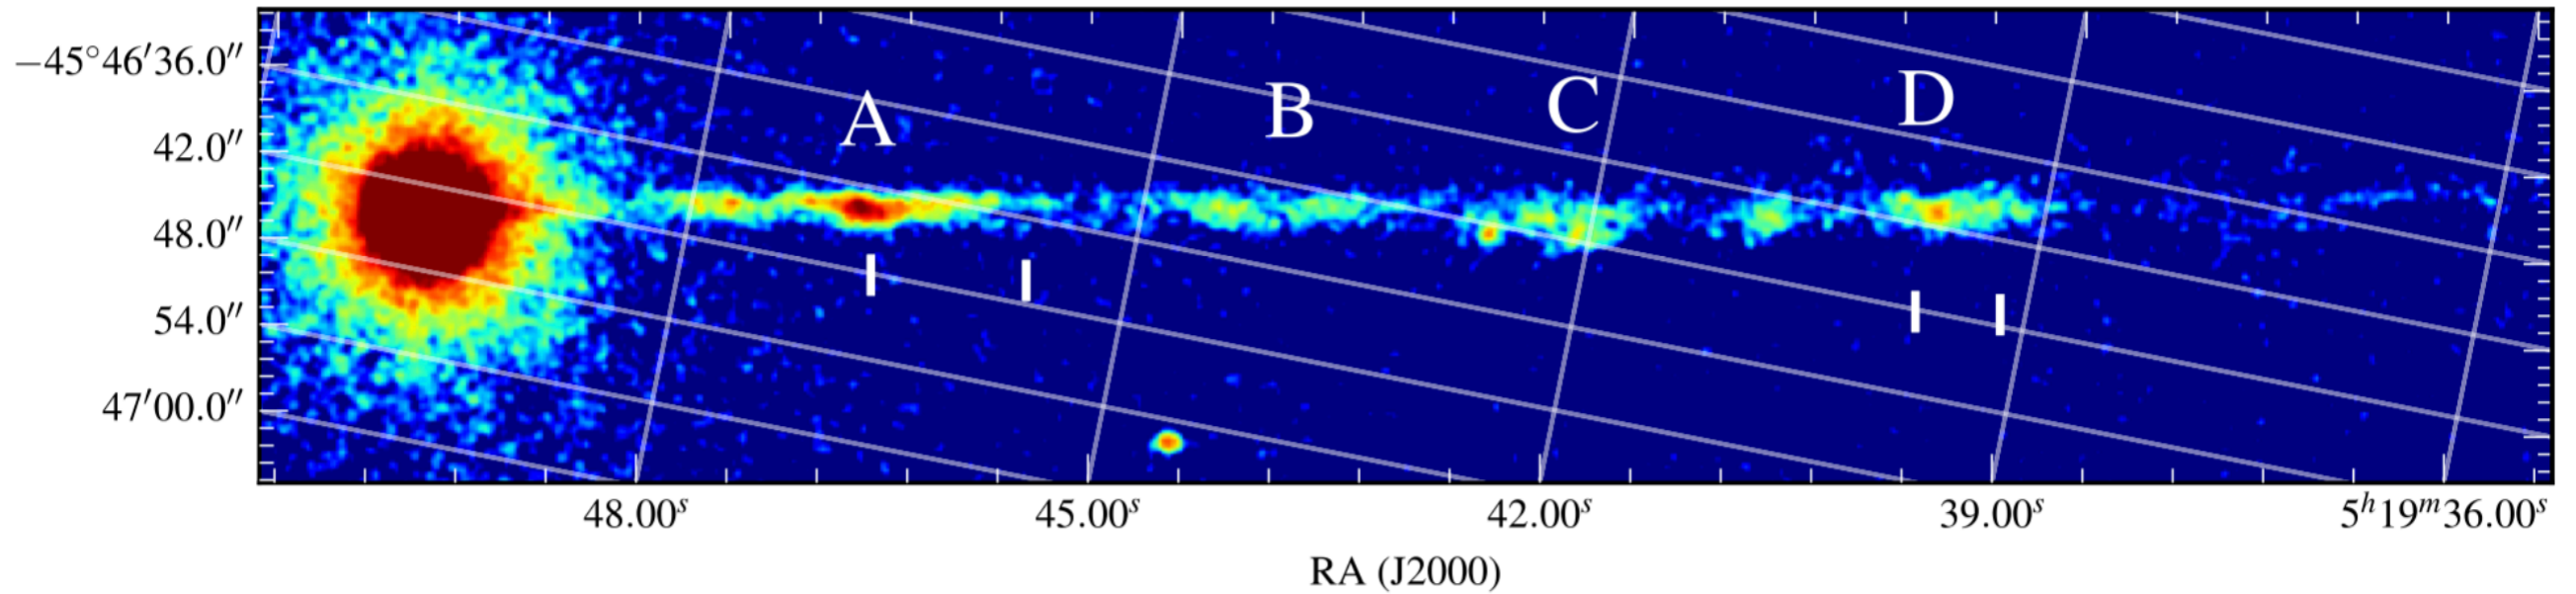 −45°46′36.0″
A B C D
42.0″
48.0″
54.0″
47′00.0″
48.00ˢ 45.00ˢ 42.00ˢ 39.00ˢ 5ʰ19ᵐ36.00ˢ
RA (J2000)